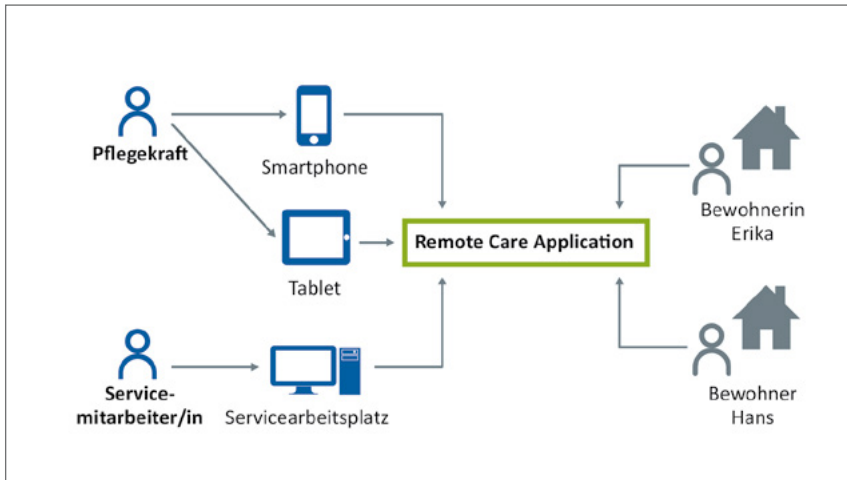 Pflegekraft
Smartphone
Tablet
Service-
mitarbeiter/in
Servicearbeitsplatz
Remote Care Application
Bewohnerin
Erika
Bewohner
Hans